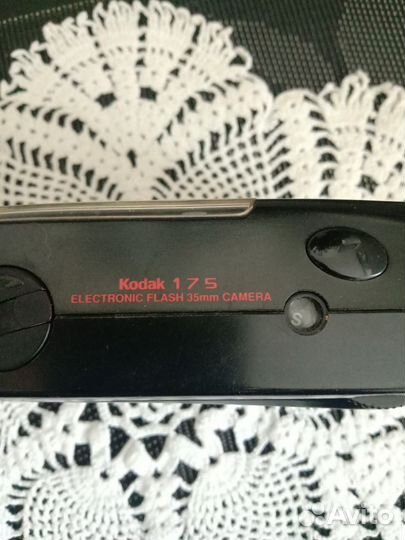 Kodak 175
ELECTRONIC FLASH 35mm CAMERA
S
Avito